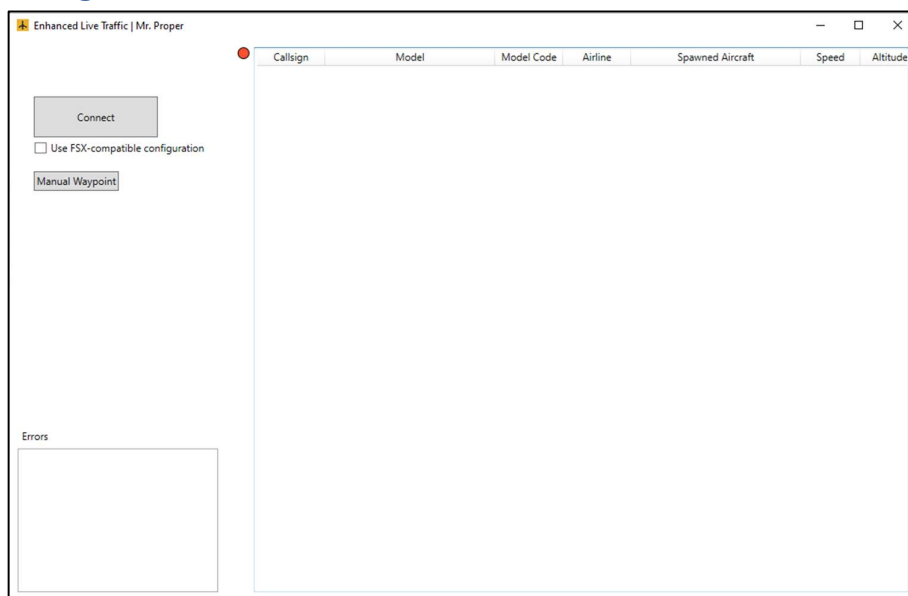 Enhanced Live Traffic | Mr. Proper
Callsign Model Model Code Airline Spawned Aircraft Speed Altitude
Connect
Use FSX-compatible configuration
Manual Waypoint
Errors